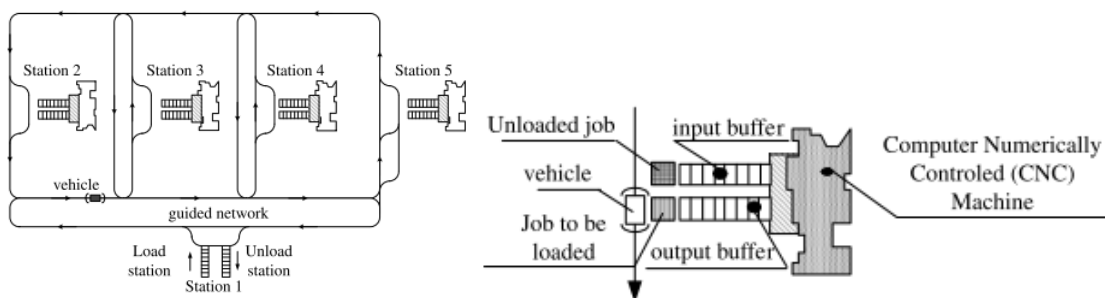 Station 2
Station 3
Station 4
Station 5
vehicle
guided network
Load
station
Unload
station
Station 1
Unloaded job
input buffer
vehicle
Job to be
loaded
output buffer
Computer Numerically
Controled (CNC)
Machine